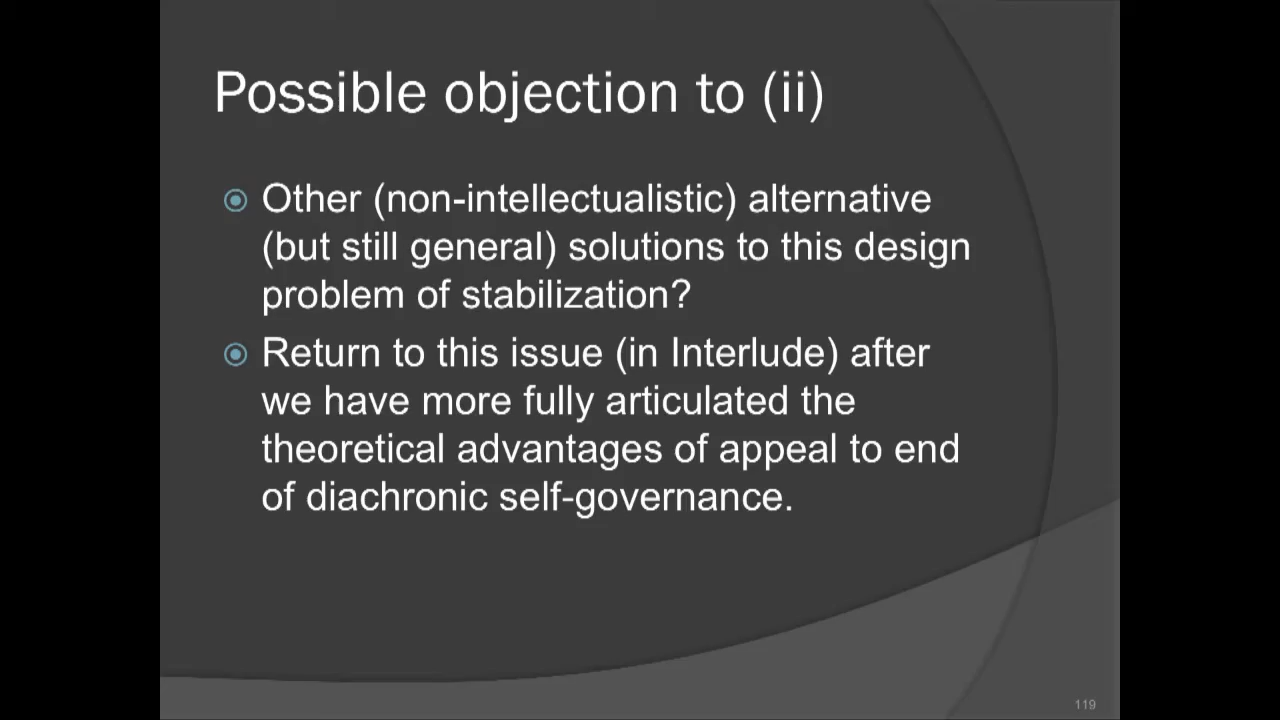 Possible objection to (ii)
Other (non-intellectualistic) alternative
(but still general) solutions to this design
problem of stabilization?
Return to this issue (in Interlude) after
we have more fully articulated the
theoretical advantages of appeal to end
of diachronic self-governance.
119